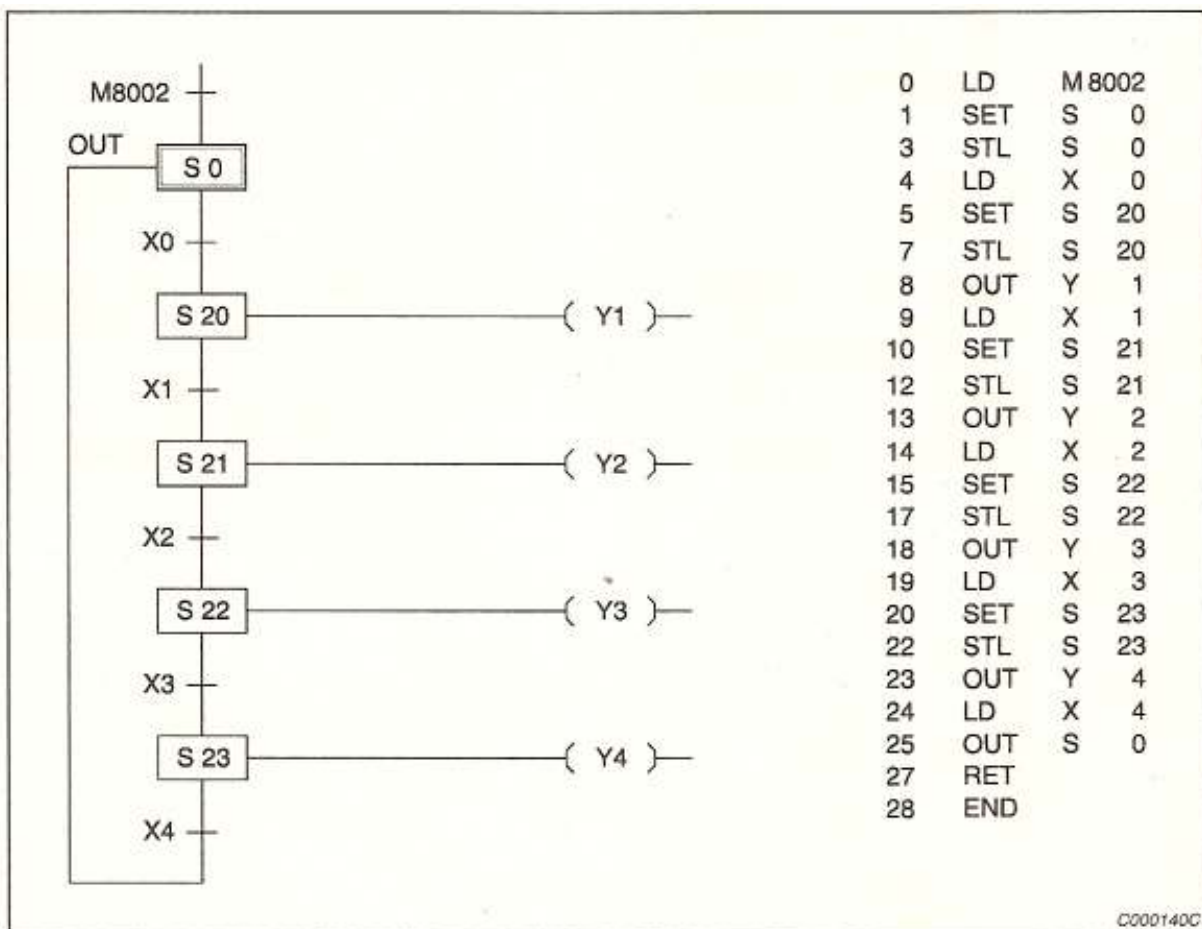 M8002
OUT
S 0
X0
S 20
Y1
X1
S 21
Y2
X2
S 22
Y3
X3
S 23
Y4
X4
0 LD M 8002
1 SET S 0
3 STL S 0
4 LD X 0
5 SET S 20
7 STL S 20
8 OUT Y 1
9 LD X 1
10 SET S 21
12 STL S 21
13 OUT Y 2
14 LD X 2
15 SET S 22
17 STL S 22
18 OUT Y 3
19 LD X 3
20 SET S 23
22 STL S 23
23 OUT Y 4
24 LD X 4
25 OUT S 0
27 RET
28 END
C000140C